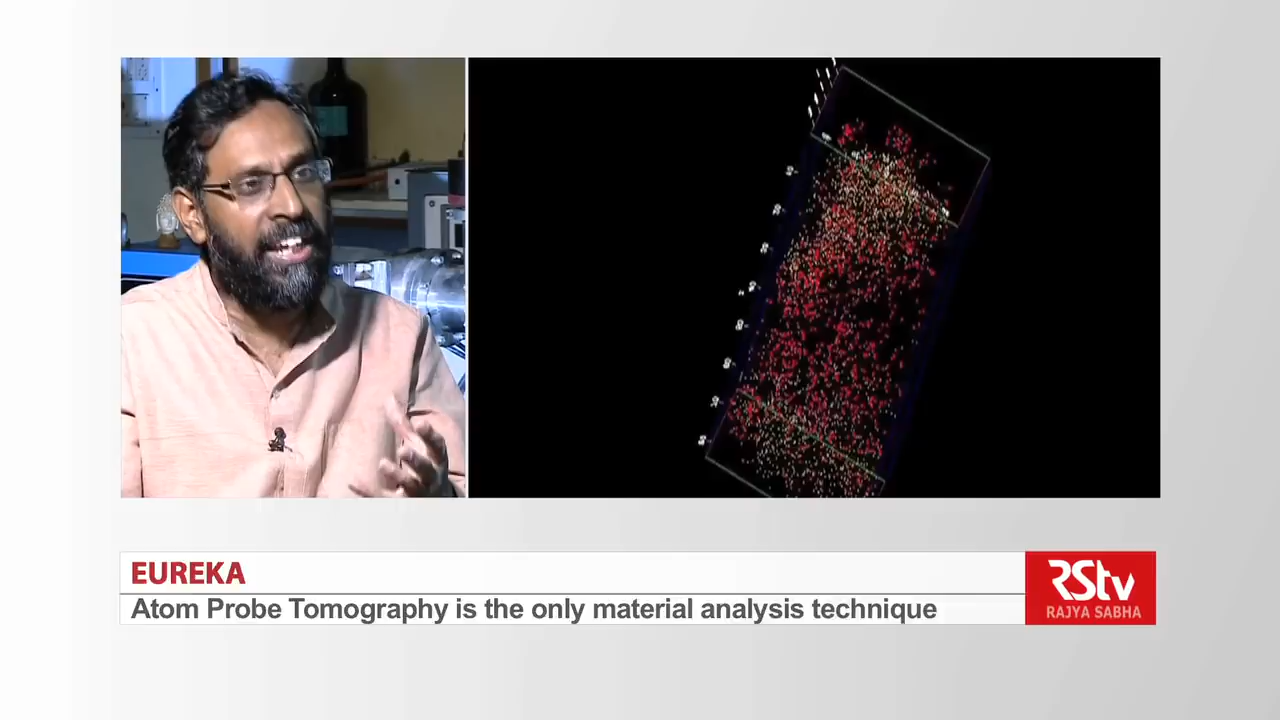 EUREKA
Atom Probe Tomography is the only material analysis technique
RSTV
RAJYA SABHA